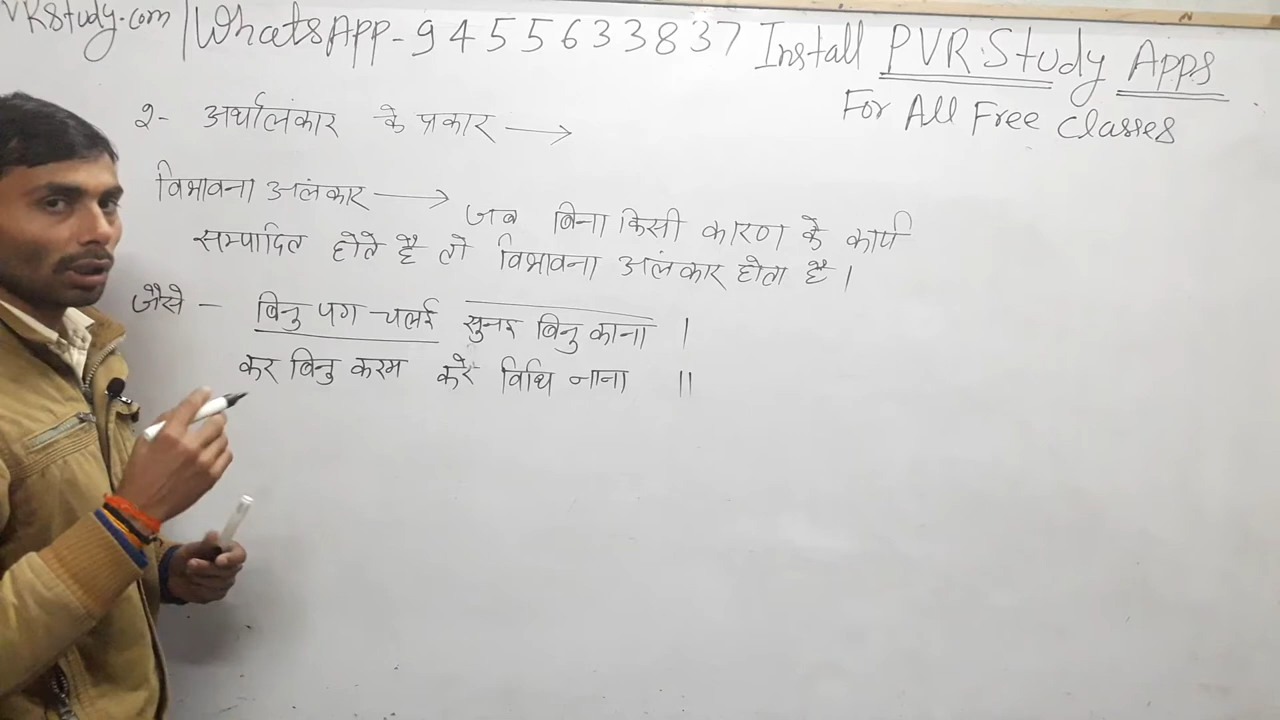 VKStudy.com | WhatsApp - 9455633837 Install PVR Study Apps
For All Free Classes
२- अर्थालंकार के प्रकार →
विभावना अलंकार → जब बिना किसी कारण के कार्य
सम्पादित होते है तो विभावना अलंकार होता है ।
जैसे - बिनु पग चलई सुनइ बिनु काना ।
कर बिनु करम करे विधि नाना ॥